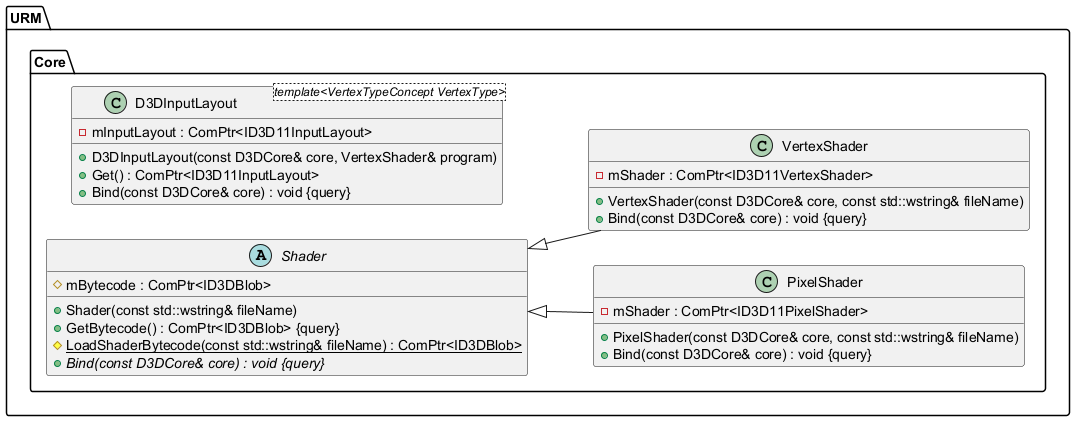 URM
Core
C D3DInputLayout
template<VertexTypeConcept VertexType>
mInputLayout : ComPtr<ID3D11InputLayout>
D3DInputLayout(const D3DCore& core, VertexShader& program)
Get() : ComPtr<ID3D11InputLayout>
Bind(const D3DCore& core) : void {query}
C VertexShader
mShader : ComPtr<ID3D11VertexShader>
VertexShader(const D3DCore& core, const std::wstring& fileName)
Bind(const D3DCore& core) : void {query}
A Shader
mBytecode : ComPtr<ID3DBlob>
Shader(const std::wstring& fileName)
GetBytecode() : ComPtr<ID3DBlob> {query}
LoadShaderBytecode(const std::wstring& fileName) : ComPtr<ID3DBlob>
Bind(const D3DCore& core) : void {query}
C PixelShader
mShader : ComPtr<ID3D11PixelShader>
PixelShader(const D3DCore& core, const std::wstring& fileName)
Bind(const D3DCore& core) : void {query}